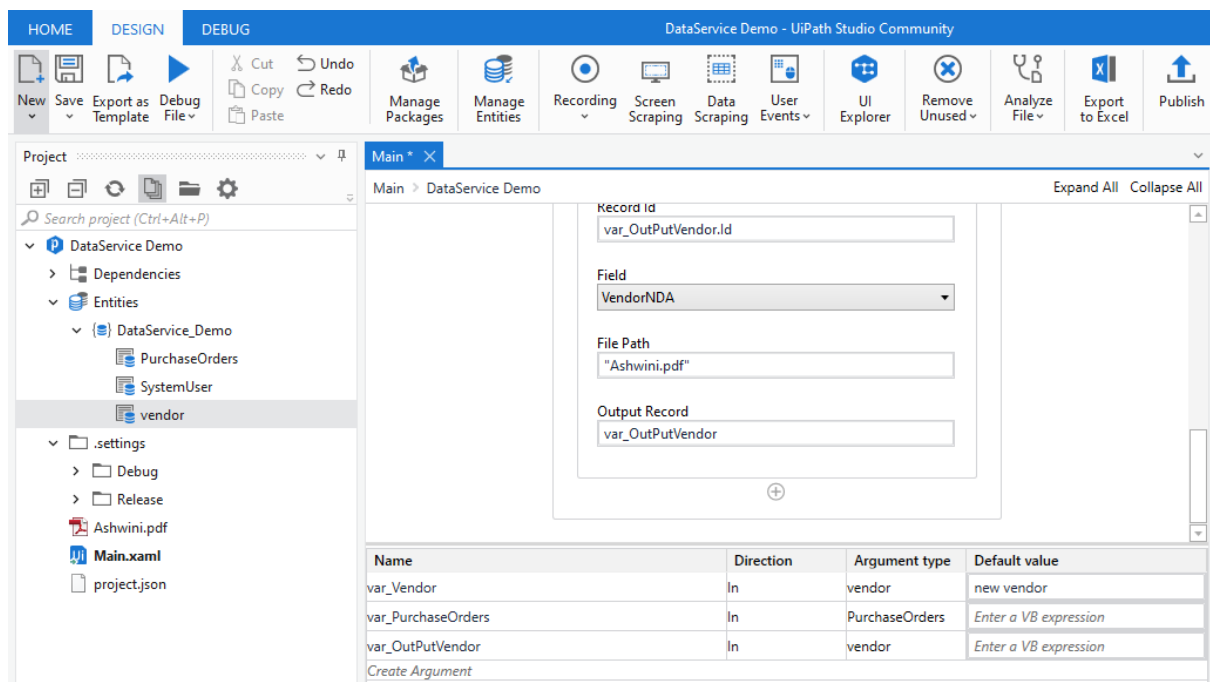 HOME DESIGN DEBUG DataService Demo - UiPath Studio Community
New Save Export as Template Debug File Cut Copy Paste Undo Redo
Manage Packages Manage Entities Recording Screen Scraping Data Scraping User Events UI Explorer Remove Unused Analyze File Export to Excel Publish
Project
Search project (Ctrl+Alt+P)
DataService Demo
Dependencies
Entities
DataService_Demo
PurchaseOrders
SystemUser
vendor
.settings
Debug
Release
Ashwini.pdf
Main.xaml
project.json
Main *
Main > DataService Demo Expand All Collapse All
Record Id
var_OutPutVendor.Id
Field
VendorNDA
File Path
"Ashwini.pdf"
Output Record
var_OutPutVendor
Name Direction Argument type Default value
var_Vendor In vendor new vendor
var_PurchaseOrders In PurchaseOrders Enter a VB expression
var_OutPutVendor In vendor Enter a VB expression
Create Argument